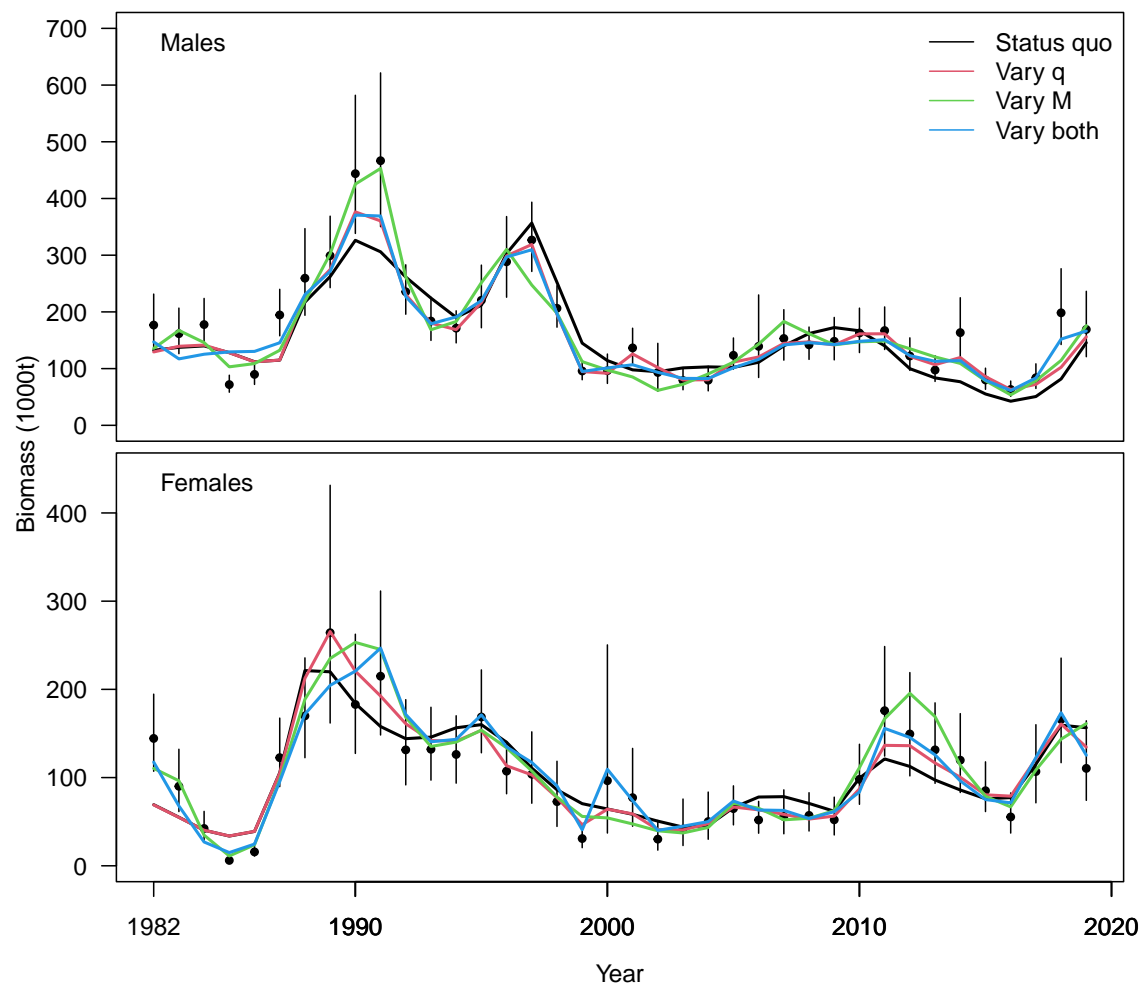 700
600
500
400
300
200
100
0
Males
Status quo
Vary q
Vary M
Vary both
Biomass (1000t)
400
300
200
100
0
Females
1982 1990 2000 2010 2020
Year